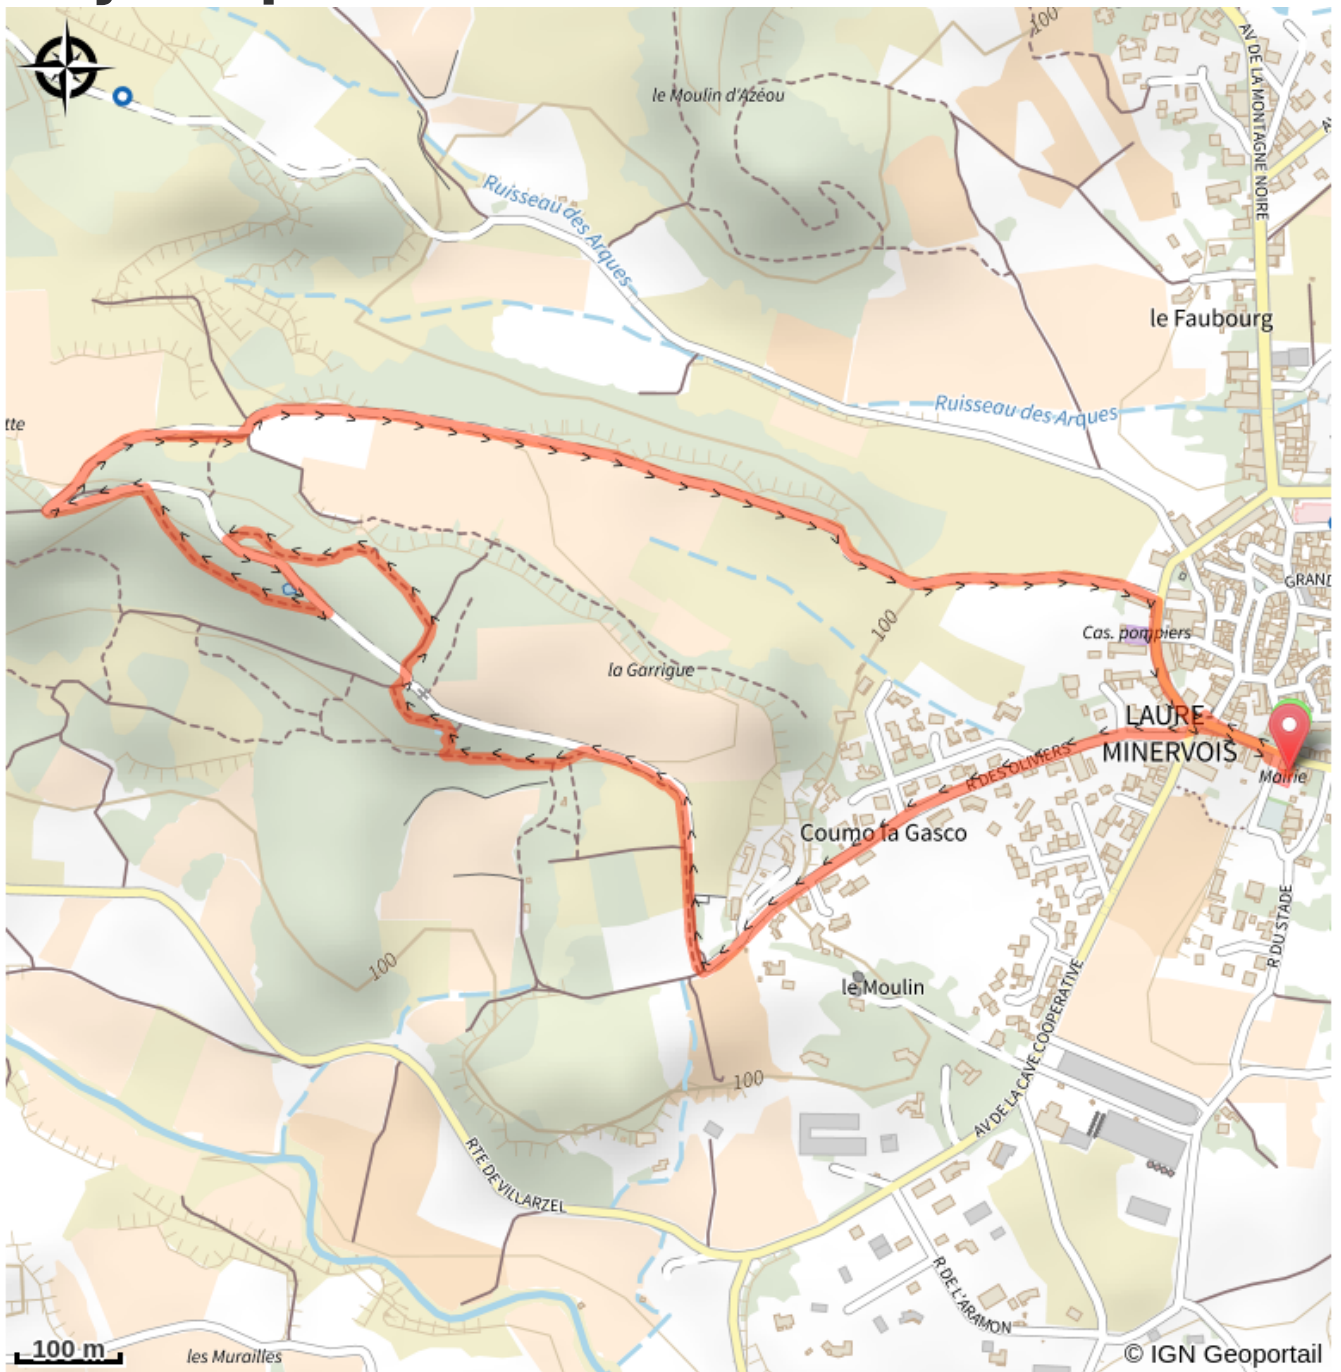 100
le Moulin d'Azéou
AV DE LA MONTAGNE NOIRE
Ruisseau des Arques
le Faubourg
Ruisseau des Arques
tte
GRAND
100
Cas. pompiers
la Garrigue
LAURE
MINERVOIS
R DES OLIVIERS
Mairie
Coumo la Gasco
R DU STADE
100
le Moulin
AV DE LA CAVE COOPERATIVE
100
RTE DE VILLARZEL
R DE L'ARAMON
100 m
les Murailles
© IGN Geoportail